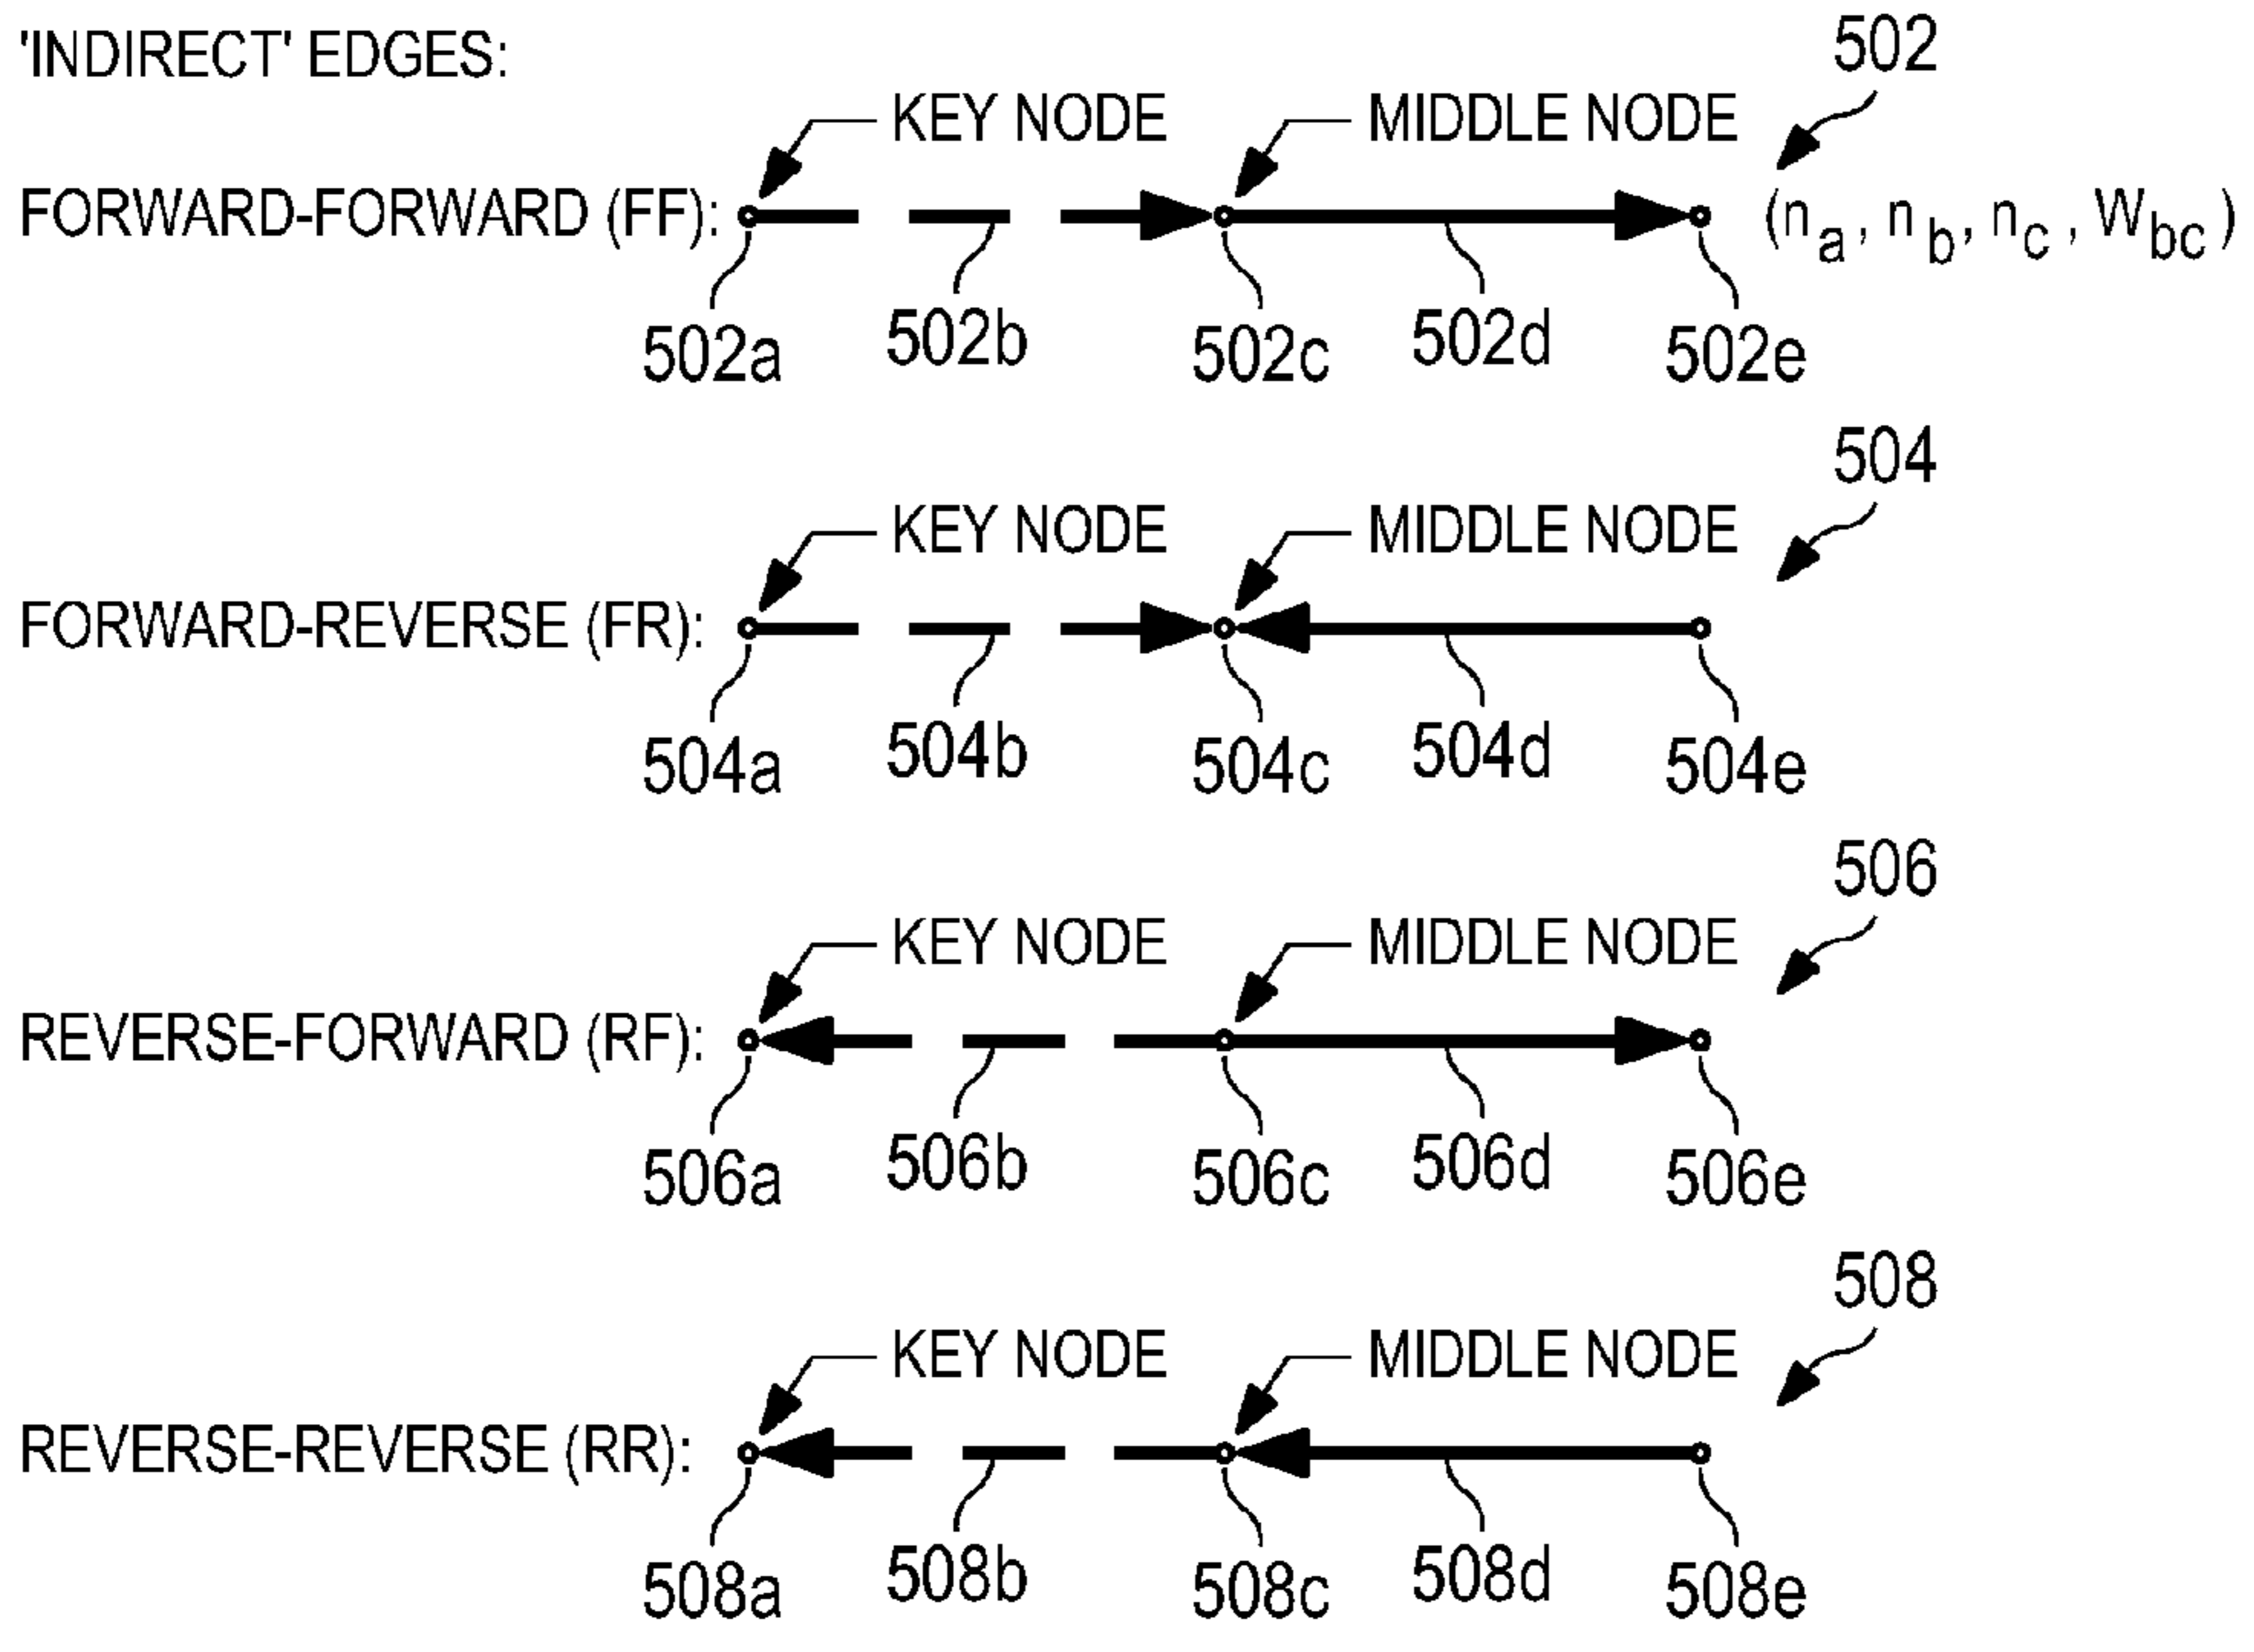 'INDIRECT' EDGES:
502
KEY NODE MIDDLE NODE
FORWARD-FORWARD (FF): (na, nb, nc, Wbc)
502a 502b 502c 502d 502e
504
KEY NODE MIDDLE NODE
FORWARD-REVERSE (FR):
504a 504b 504c 504d 504e
506
KEY NODE MIDDLE NODE
REVERSE-FORWARD (RF):
506a 506b 506c 506d 506e
508
KEY NODE MIDDLE NODE
REVERSE-REVERSE (RR):
508a 508b 508c 508d 508e